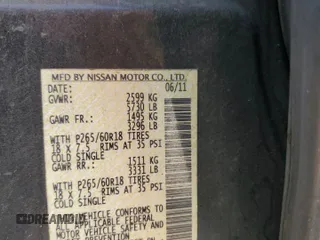 MFD BY NISSAN MOTOR CO., LTD.
DATE: 06/11
GVWR: 2599 KG
5730 LB
GAWR FR.: 1495 KG
3296 LB
WITH P265/60R18 TIRES
18 X 7.5 RIMS AT 35 PSI
COLD SINGLE
GAWR RR.: 1511 KG
3331 LB
WITH P265/60R18 TIRES
18 X 7.5 RIMS AT 35 PSI
COLD SINGLE
VEHICLE CONFORMS TO
ALL APPLICABLE FEDERAL
MOTOR VEHICLE SAFETY
DREAMBID